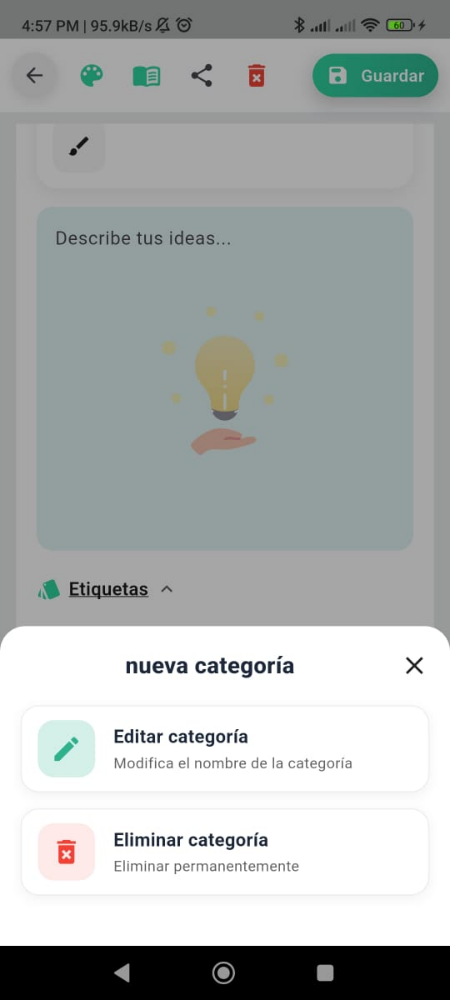 4:57 PM | 95.9kB/s
60
Guardar
Describe tus ideas...
Etiquetas
nueva categoría
Editar categoría
Modifica el nombre de la categoría
Eliminar categoría
Eliminar permanentemente